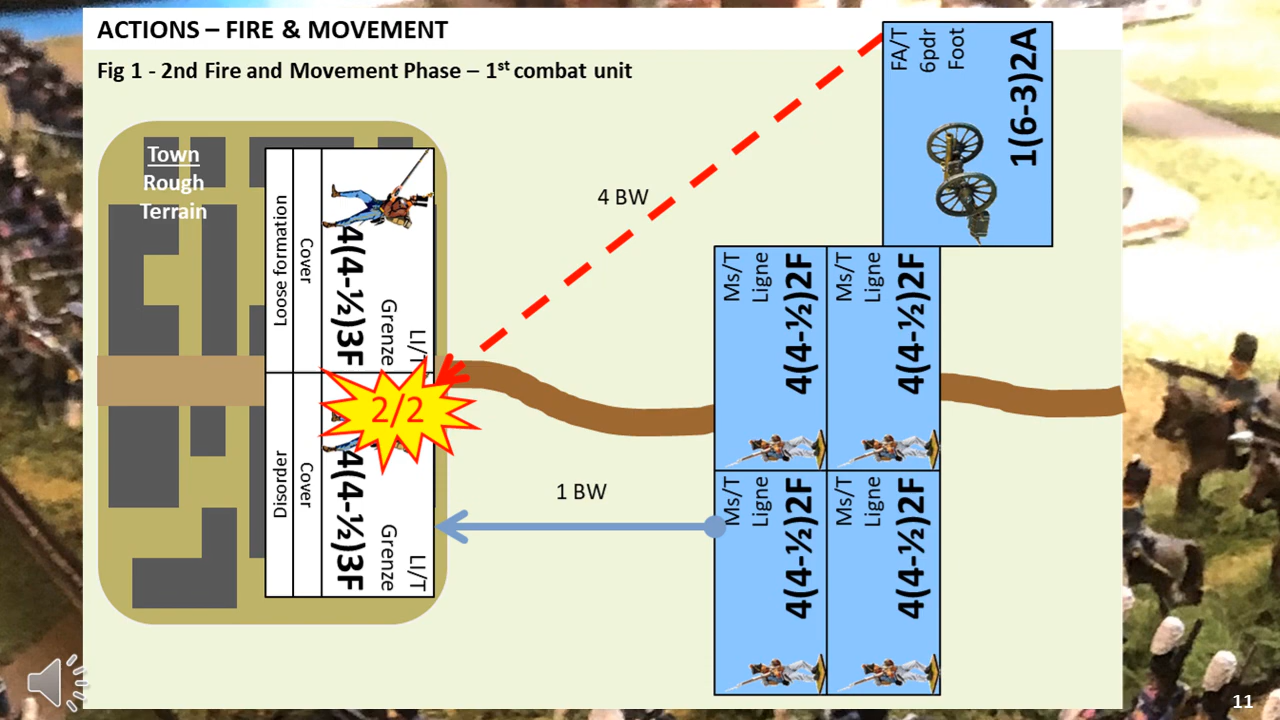 ACTIONS – FIRE & MOVEMENT
Fig 1 - 2nd Fire and Movement Phase – 1st combat unit
Town
Rough
Terrain
Loose formation
Cover
4(4-½)3F
Grenze
LI/T
Disorder
Cover
4(4-½)3F
Grenze
LI/T
2/2
4 BW
1 BW
FA/T
6pdr
Foot
1(6-3)2A
Ms/T
Ligne
4(4-½)2F
Ms/T
Ligne
4(4-½)2F
Ms/T
Ligne
4(4-½)2F
Ms/T
Ligne
4(4-½)2F
11